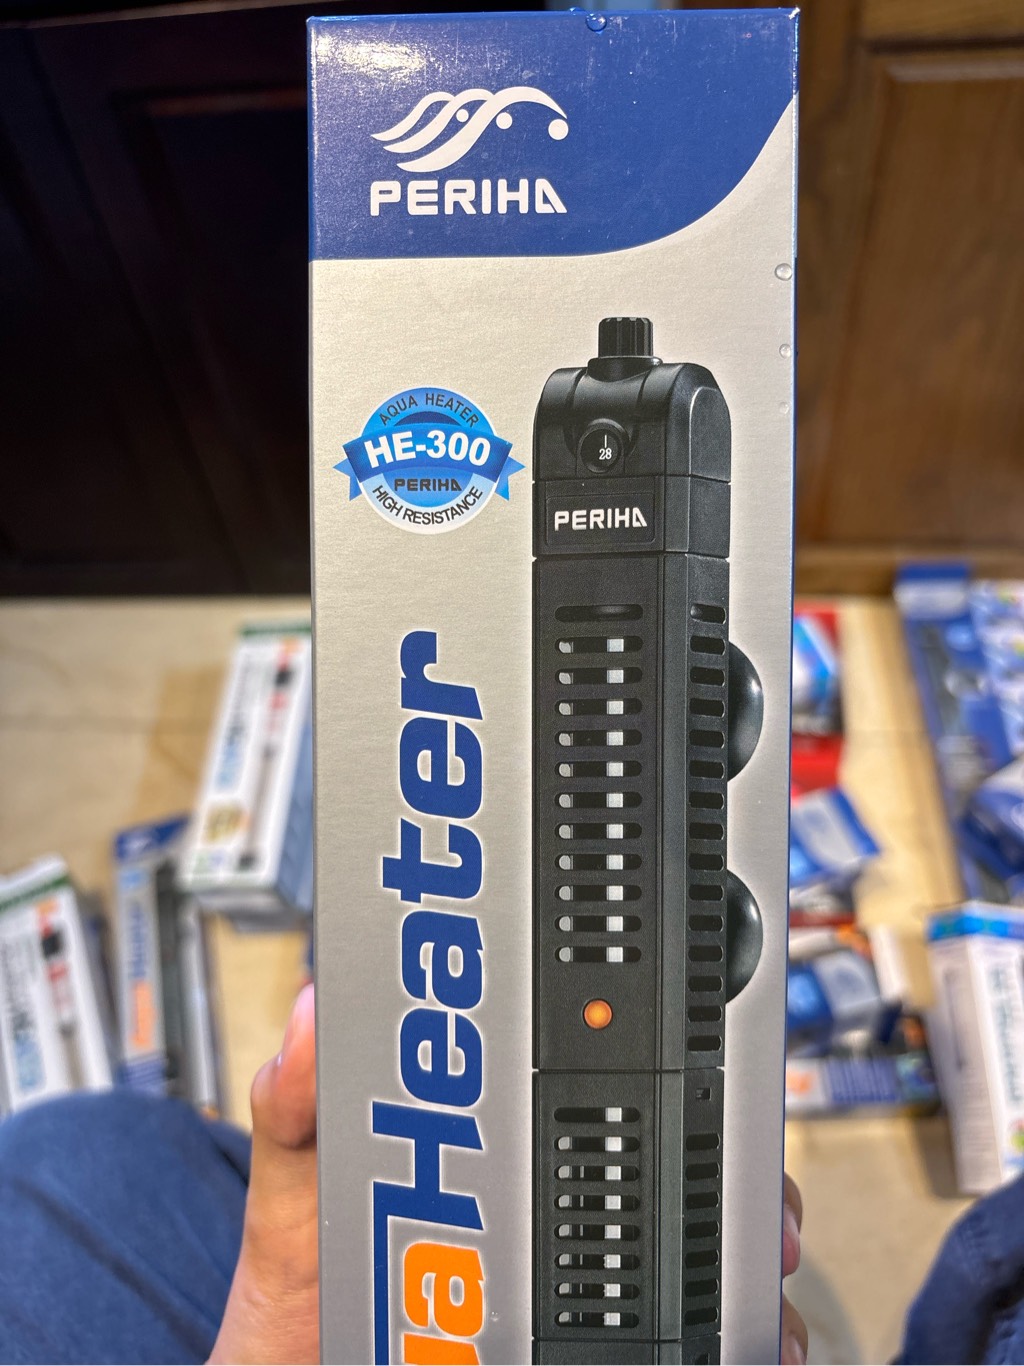 PERIHA
AQUA HEATER
HE-300
PERIHA
HIGH RESISTANCE
28
PERIHA
Heater